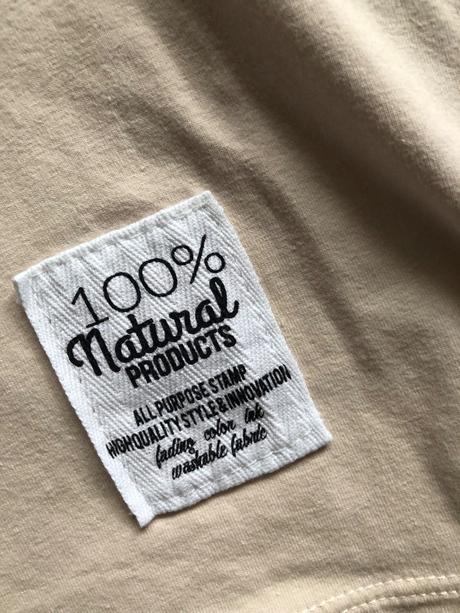 100%
Natural
PRODUCTS
ALL PURPOSE STAMP
HIGHQUALITY STYLE & INNOVATION
fading color ink
washable fabric